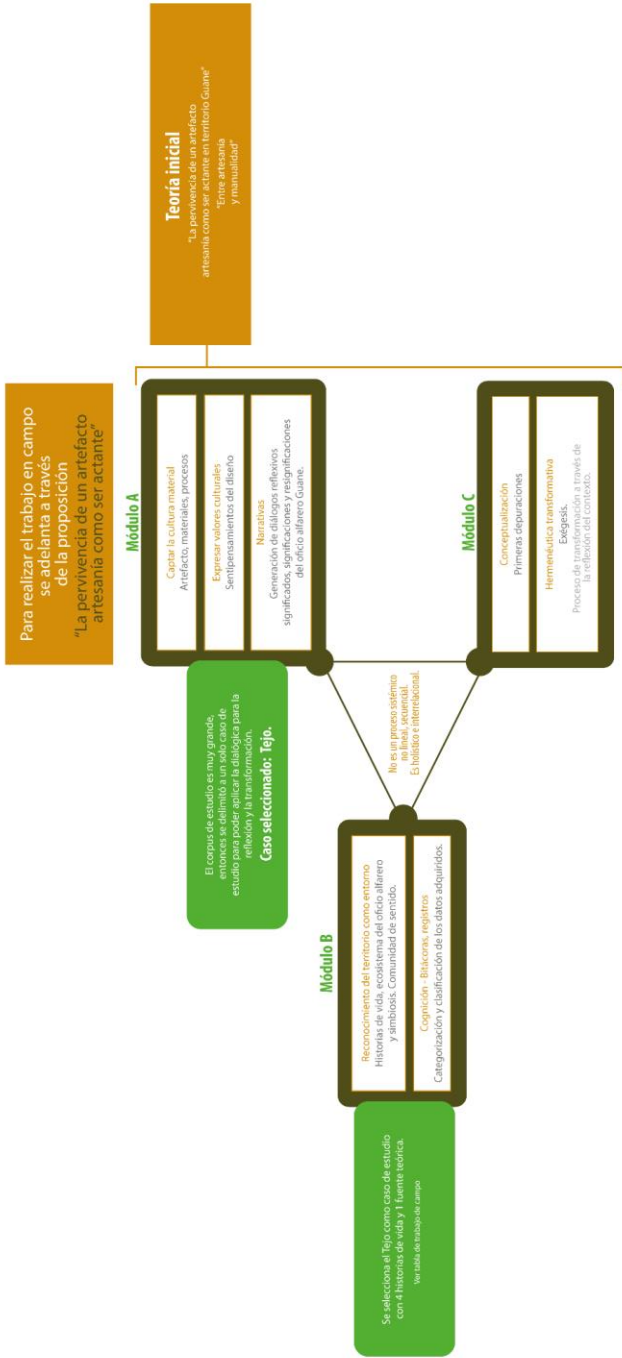 Para realizar el trabajo en campo
se adelanta a través
de la proposición
"La pervivencia de un artefacto
artesanía como ser actante"
Teoría inicial
"La pervivencia de un artefacto
artesanía como ser actante en territorio Guane"
"Entre artesanía
y manualidad"
Módulo A
Captar la cultura material
Artefacto, materiales, procesos
Expresar valores culturales
Sentipensamientos del diseño
Narrativas
Generación de diálogos reflexivos
significados, significaciones y resignificaciones
del oficio alfarero Guane.
El corpus de estudio es muy grande,
entonces se delimitó a un solo caso de
estudio para poder aplicar la dialógica para la
reflexión y la transformación.
Caso seleccionado: Tejo.
Módulo B
Reconocimiento del territorio como entorno
Historias de vida, ecosistema del oficio alfarero
y simbiosis. Comunidad de sentido.
Cognición - Bitácoras, registros
Categorización y clasificación de los datos adquiridos.
Se selecciona el Tejo como caso de estudio
con 4 historias de vida y 1 fuente teórica.
Ver tabla de trabajo de campo
No es un proceso sistémico
no lineal, secuencial.
Es holístico e interrelacional.
Módulo C
Conceptualización
Primeras depuraciones
Hermenéutica transformativa
Exégesis.
Proceso de transformación a través de
la reflexión del contexto.